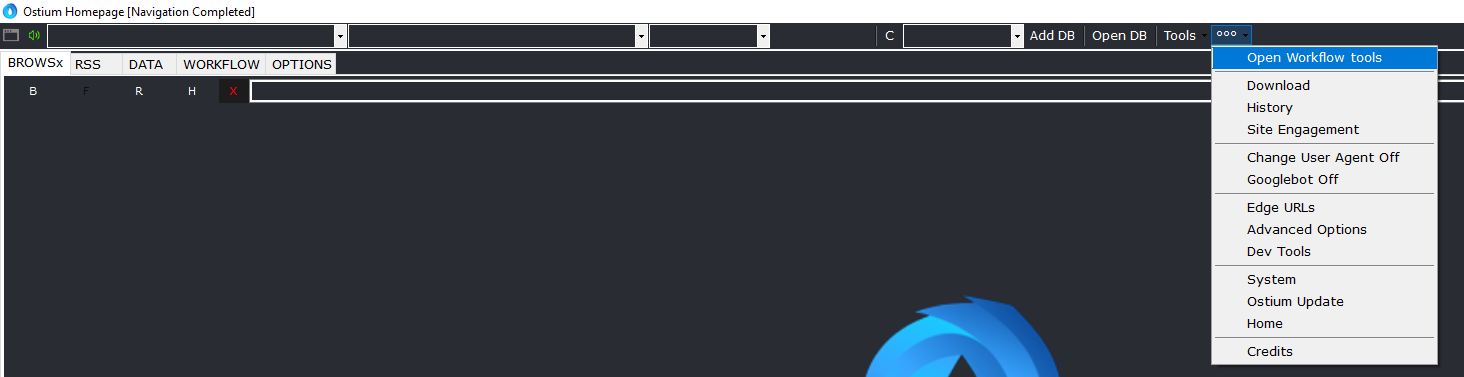 Ostium Homepage [Navigation Completed]
C Add DB Open DB Tools
BROWSx RSS DATA WORKFLOW OPTIONS
B F R H X
Open Workflow tools
Download
History
Site Engagement
Change User Agent Off
Googlebot Off
Edge URLs
Advanced Options
Dev Tools
System
Ostium Update
Home
Credits